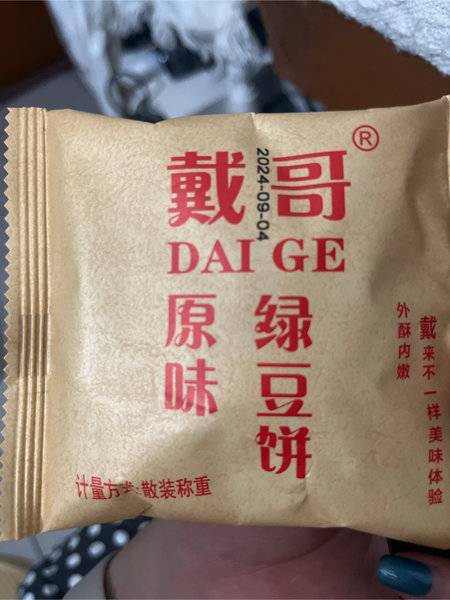 戴哥®
2024-09-04
DAI GE
原味
绿豆饼
戴来不一样美味体验
外酥内嫩
计量方式:散装称重